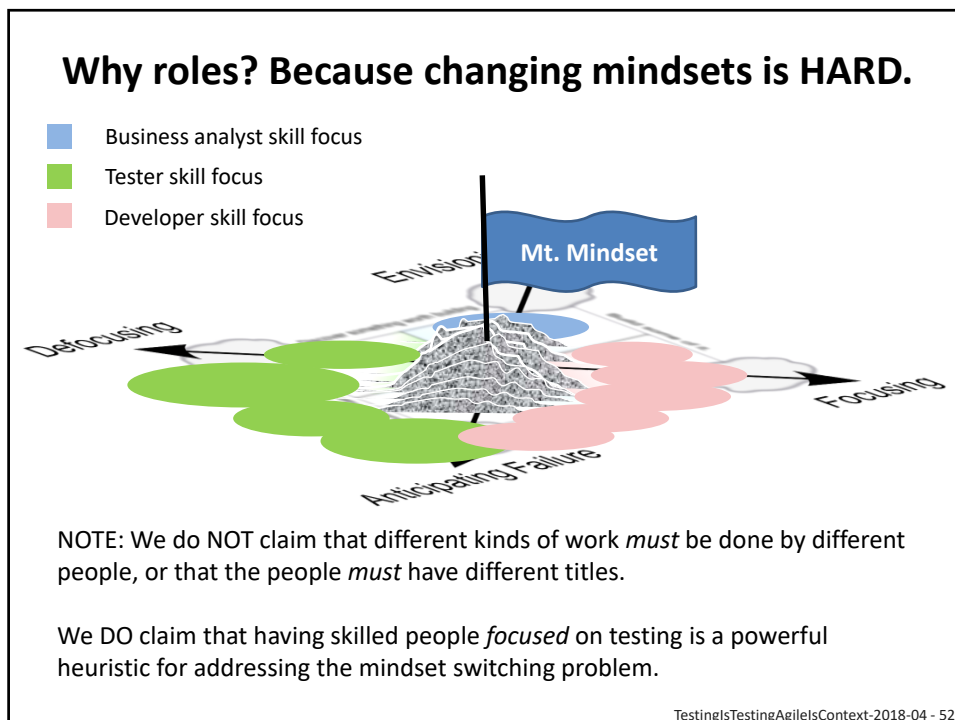 Why roles? Because changing mindsets is HARD.
Business analyst skill focus
Tester skill focus
Developer skill focus
Mt. Mindset
Envisioni
Defocusing
Focusing
Anticipating Failure
NOTE: We do NOT claim that different kinds of work must be done by different
people, or that the people must have different titles.
We DO claim that having skilled people focused on testing is a powerful
heuristic for addressing the mindset switching problem.
TestingIsTestingAgileIsContext-2018-04 - 52